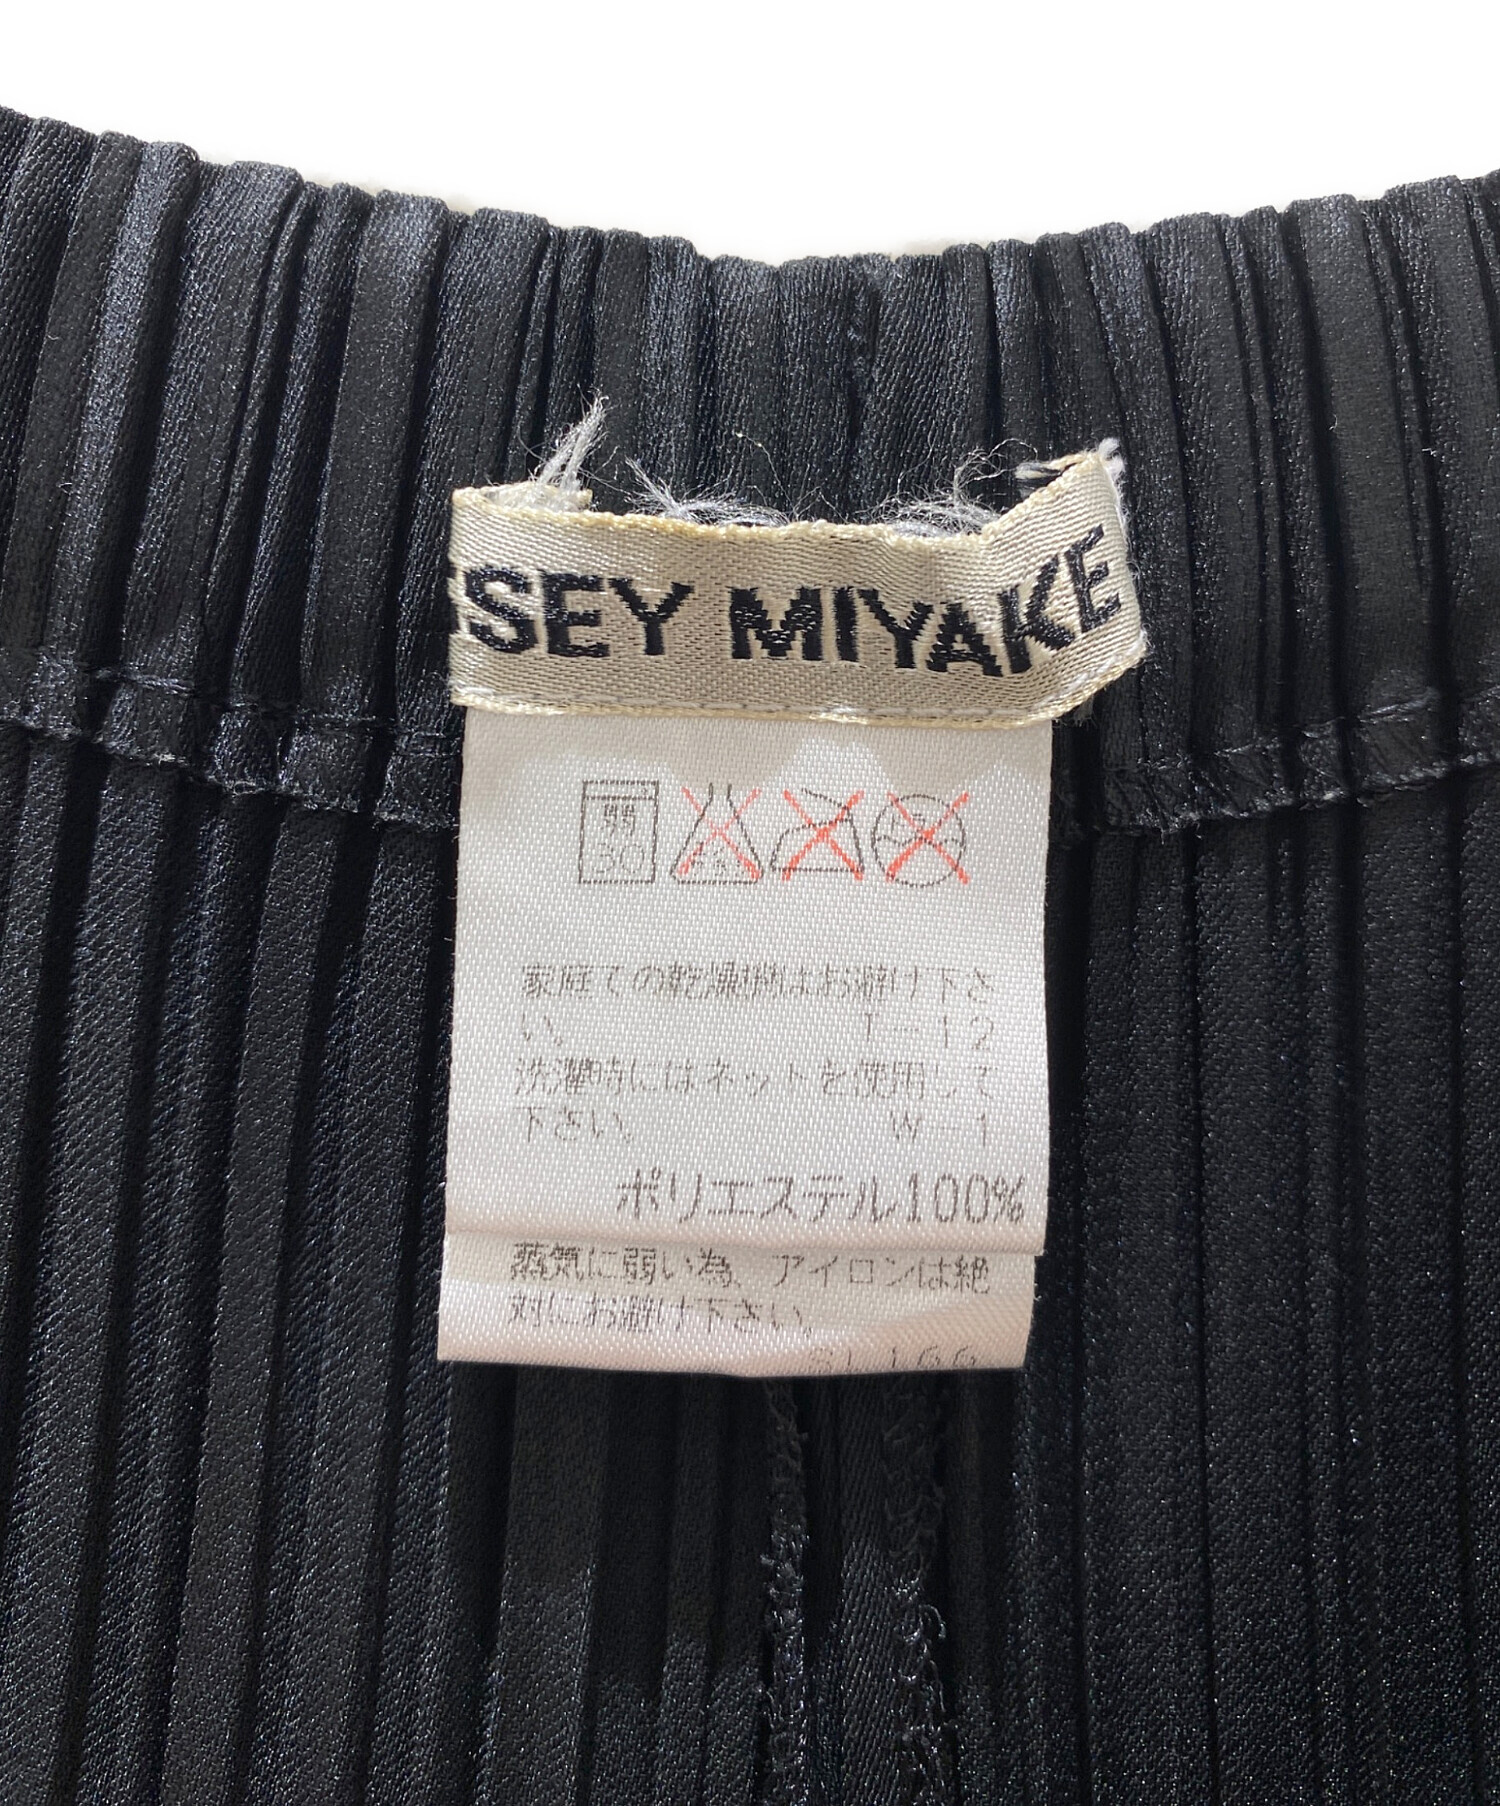 SEY MIYAKE
弱
30
家庭での乾燥機はお避け下さ
い。 T-12
洗濯時にはネットを使用して
下さい。 W-1
ポリエステル100%
蒸気に弱い為、アイロンは絶
対にお避け下さい。